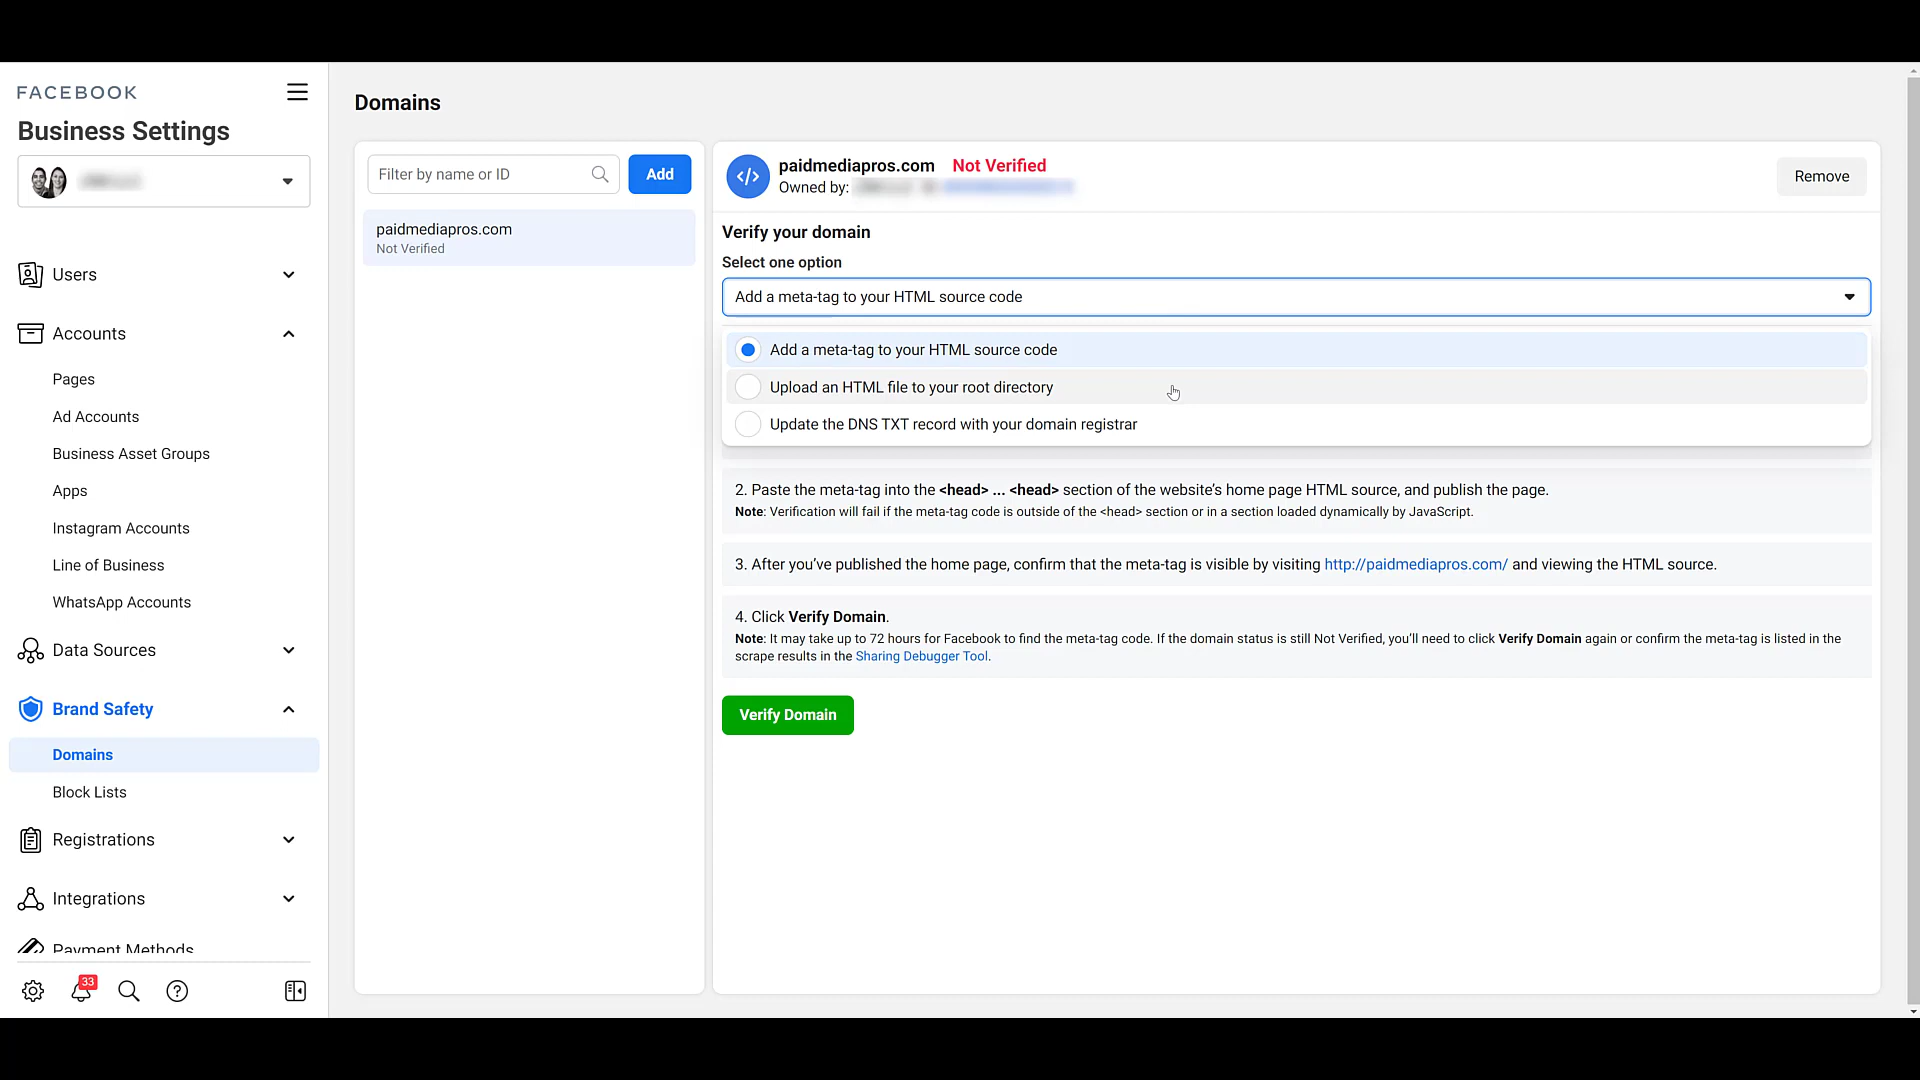 FACEBOOK
Business Settings
Users
Accounts
Pages
Ad Accounts
Business Asset Groups
Apps
Instagram Accounts
Line of Business
WhatsApp Accounts
Data Sources
Brand Safety
Domains
Block Lists
Registrations
Integrations
Payment Methods
33
Domains
Filter by name or ID
Add
paidmediapros.com
Not Verified
paidmediapros.com Not Verified
Owned by:
Remove
Verify your domain
Select one option
Add a meta-tag to your HTML source code
Add a meta-tag to your HTML source code
Upload an HTML file to your root directory
Update the DNS TXT record with your domain registrar
2. Paste the meta-tag into the <head> ... <head> section of the website's home page HTML source, and publish the page.
Note: Verification will fail if the meta-tag code is outside of the <head> section or in a section loaded dynamically by JavaScript.
3. After you've published the home page, confirm that the meta-tag is visible by visiting http://paidmediapros.com/ and viewing the HTML source.
4. Click Verify Domain.
Note: It may take up to 72 hours for Facebook to find the meta-tag code. If the domain status is still Not Verified, you'll need to click Verify Domain again or confirm the meta-tag is listed in the
scrape results in the Sharing Debugger Tool.
Verify Domain